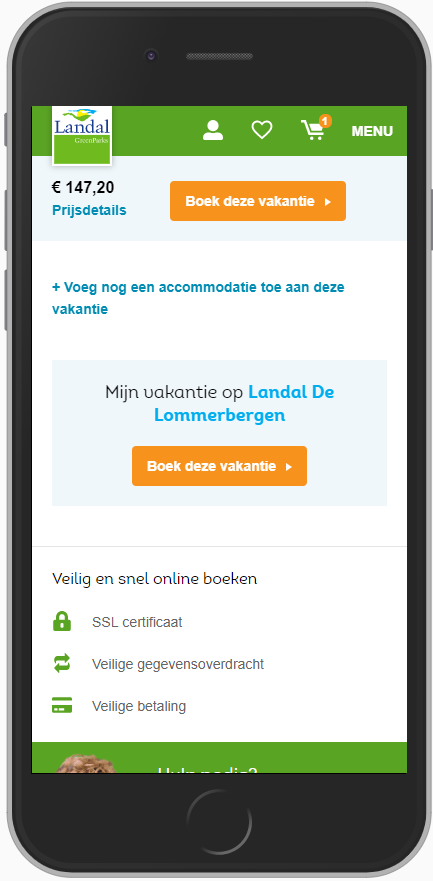 Landal
GreenParks
1
MENU
€ 147,20
Prijsdetails
Boek deze vakantie
+ Voeg nog een accommodatie toe aan deze
vakantie
Mijn vakantie op Landal De
Lommerbergen
Boek deze vakantie
Veilig en snel online boeken
SSL certificaat
Veilige gegevensoverdracht
Veilige betaling
Hulp nodig?